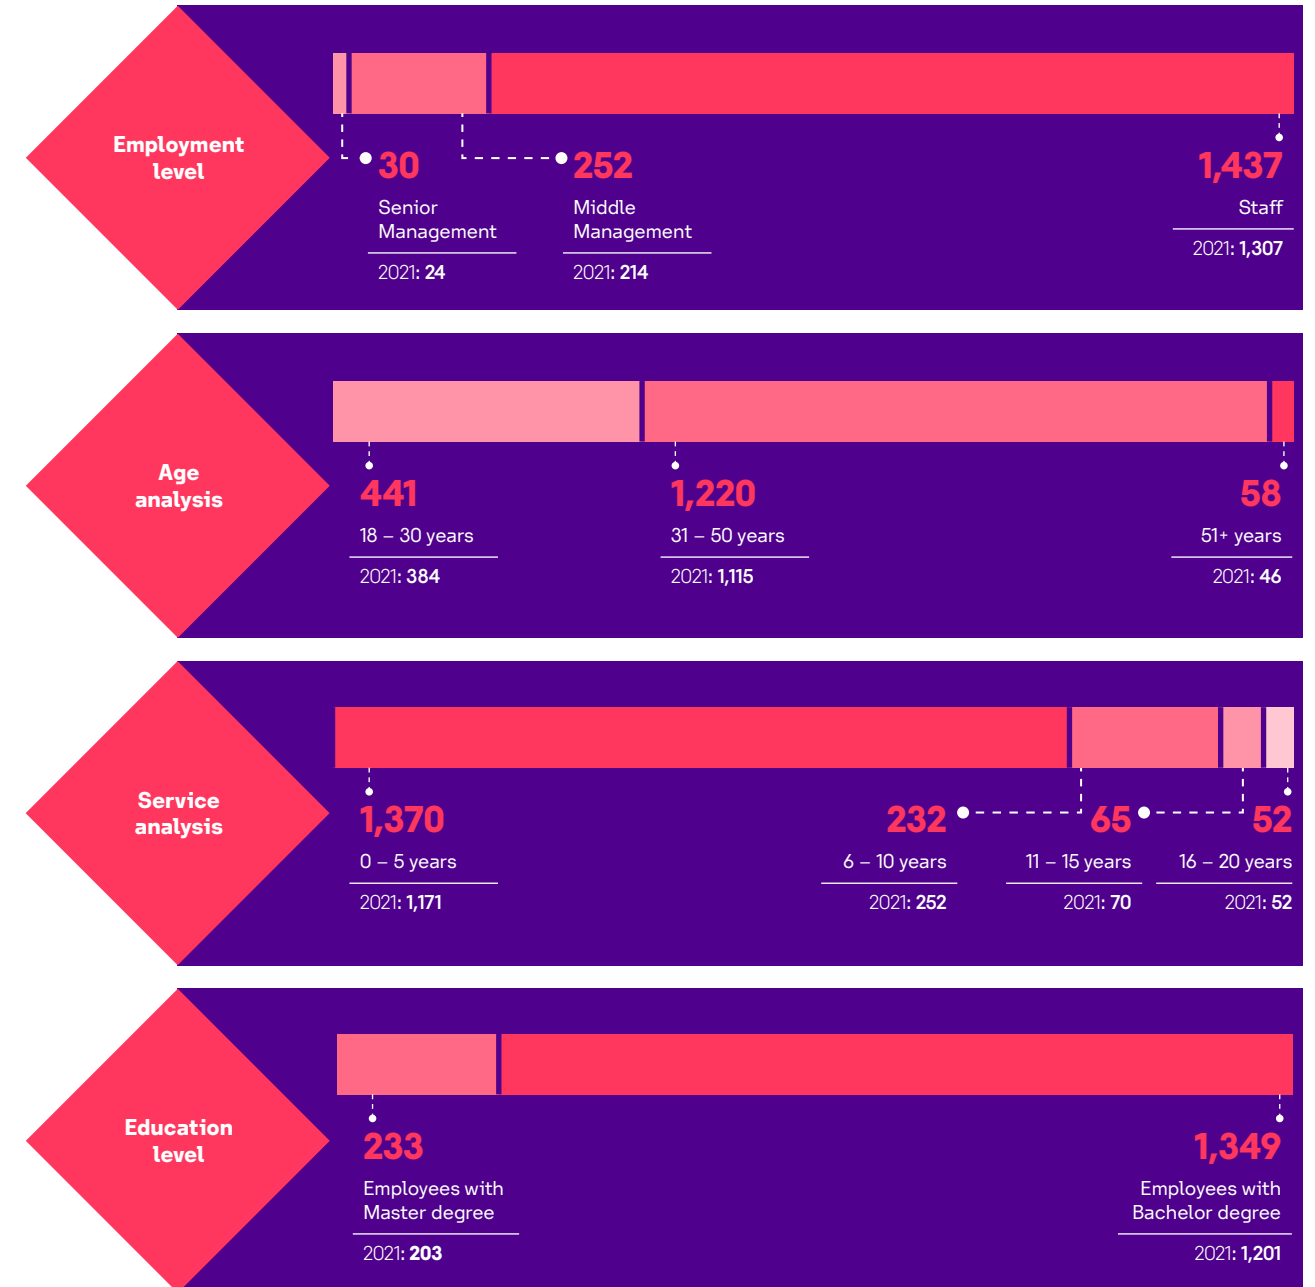 Employment
level
30
Senior
Management
2021: 24
252
Middle
Management
2021: 214
1,437
Staff
2021: 1,307
Age
analysis
441
18 – 30 years
2021: 384
1,220
31 – 50 years
2021: 1,115
58
51+ years
2021: 46
Service
analysis
1,370
0 – 5 years
2021: 1,171
232
6 – 10 years
2021: 252
65
11 – 15 years
2021: 70
52
16 – 20 years
2021: 52
Education
level
233
Employees with
Master degree
2021: 203
1,349
Employees with
Bachelor degree
2021: 1,201